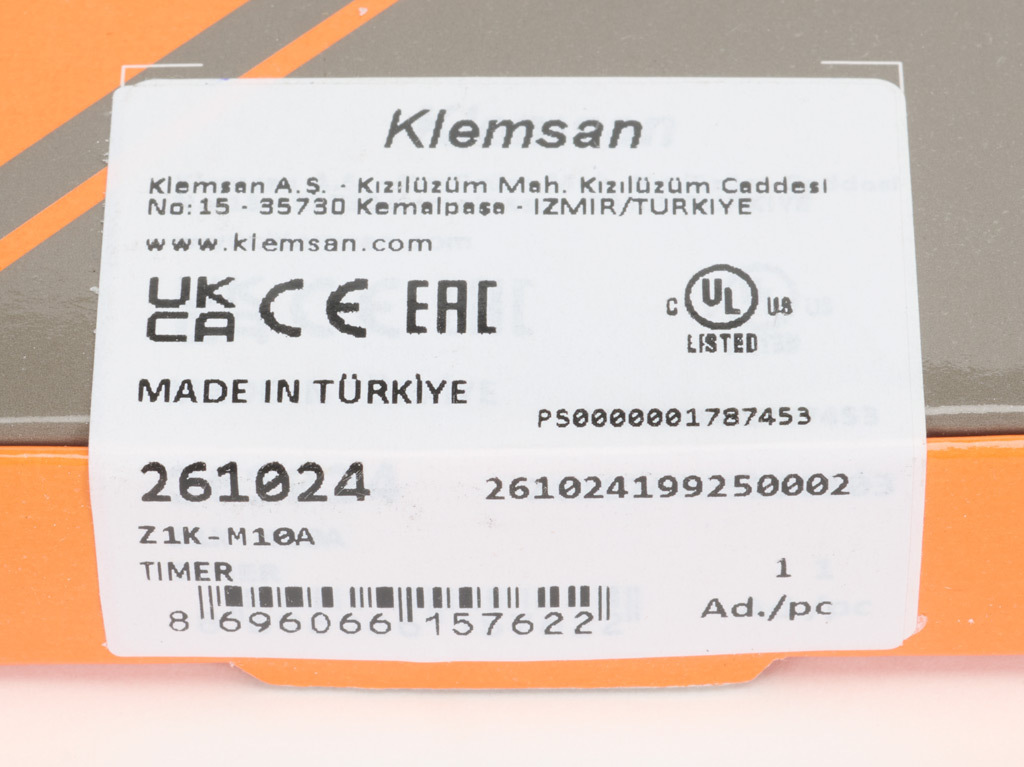 Klemsan
Klemsan A.Ş. - Kızılüzüm Mah. Kızılüzüm Caddesi
No:15 - 35730 Kemalpaşa - IZMIR/TURKIYE
www.klemsan.com
UK CA CE EAC
C UL US
LISTED
MADE IN TÜRKİYE
PS0000001787453
261024 261024199250002
Z1K-M10A
TIMER
1
Ad./pc
8 696066 157622